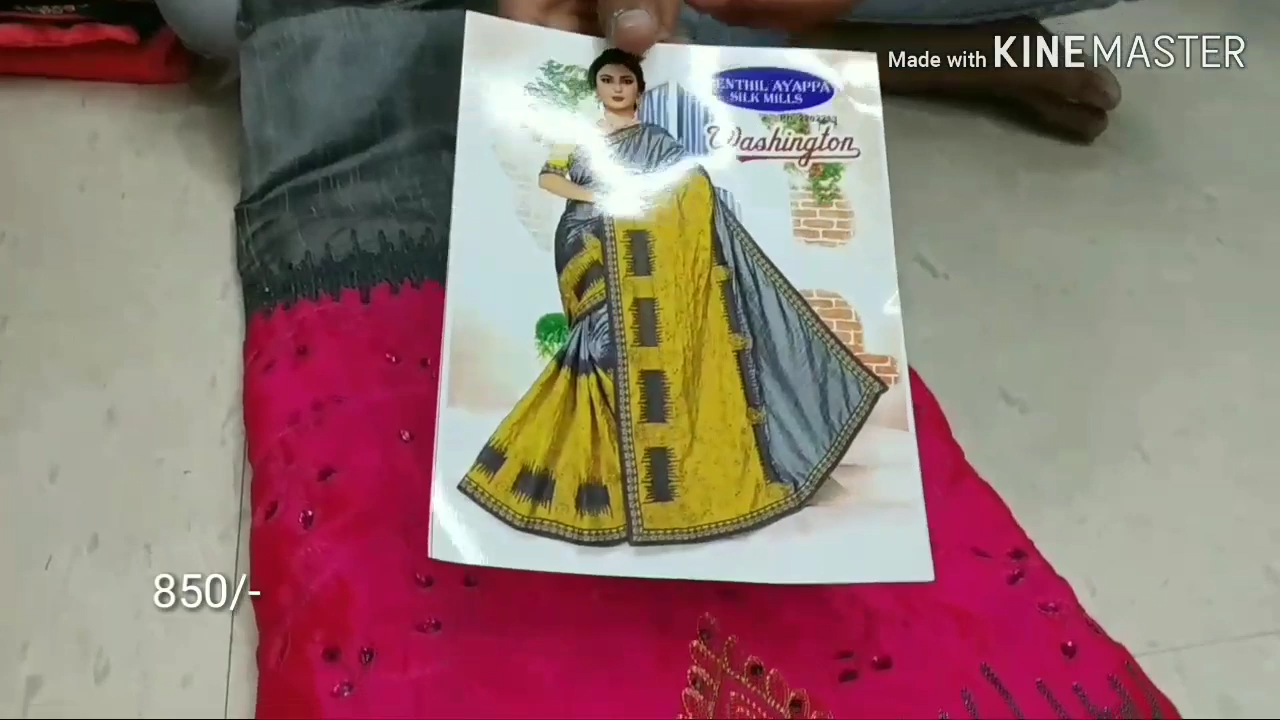 Made with KINEMASTER
ENTHIL AYAPPA
SILK MILLS
Washington
850/-